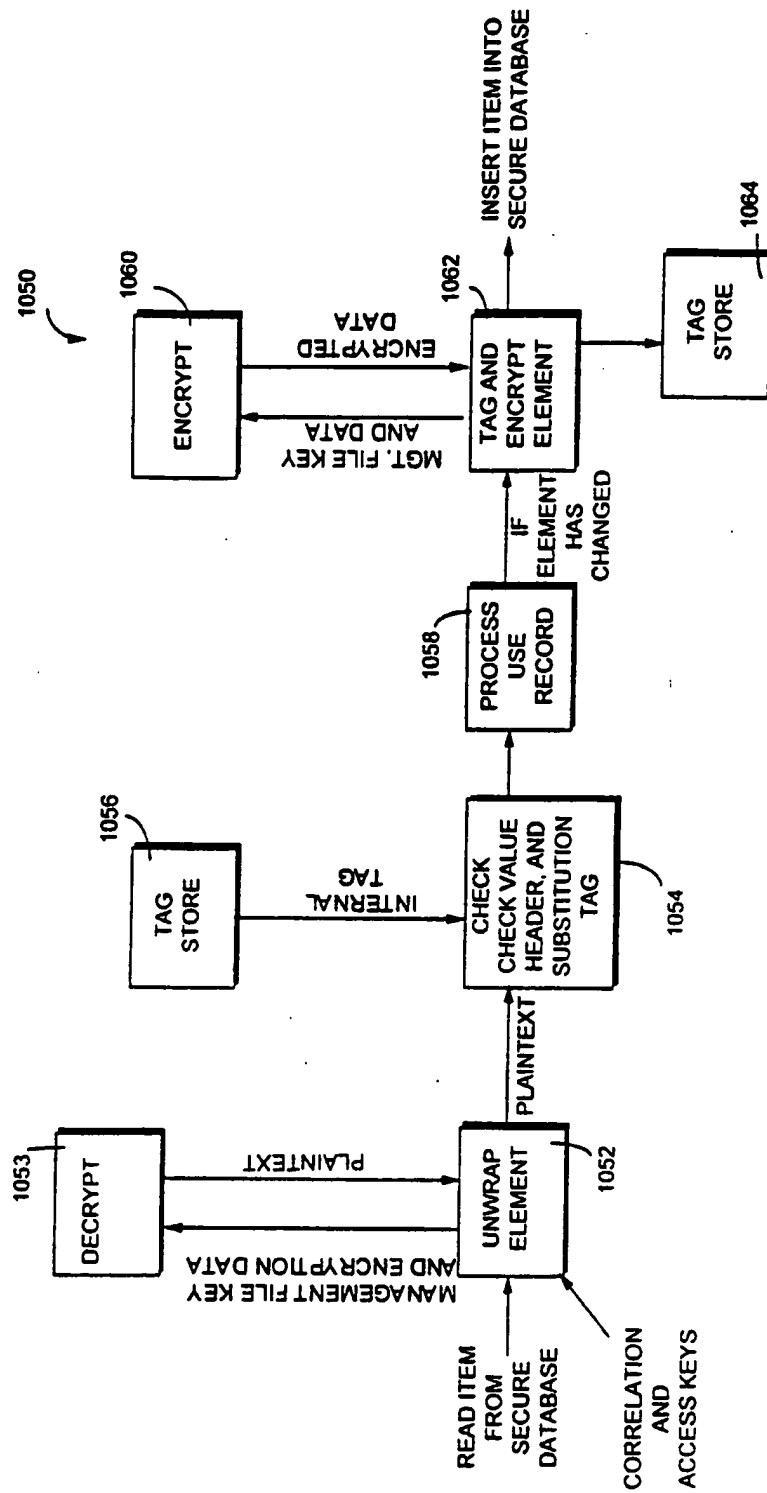 1050
1053
DECRYPT
MANAGEMENT FILE KEY
AND ENCRYPTION DATA
PLAINTEXT
READ ITEM
FROM
SECURE
DATABASE
CORRELATION
AND
ACCESS KEYS
UNWRAP
ELEMENT
1052
PLAINTEXT
1056
TAG
STORE
INTERNAL
TAG
CHECK
CHECK VALUE
HEADER, AND
SUBSTITUTION
TAG
1054
1058
PROCESS
USE
RECORD
IF
ELEMENT
HAS
CHANGED
1060
ENCRYPT
MGT. FILE KEY
AND DATA
ENCRYPTED
DATA
1062
TAG AND
ENCRYPT
ELEMENT
INSERT ITEM INTO
SECURE DATABASE
TAG
STORE
1064